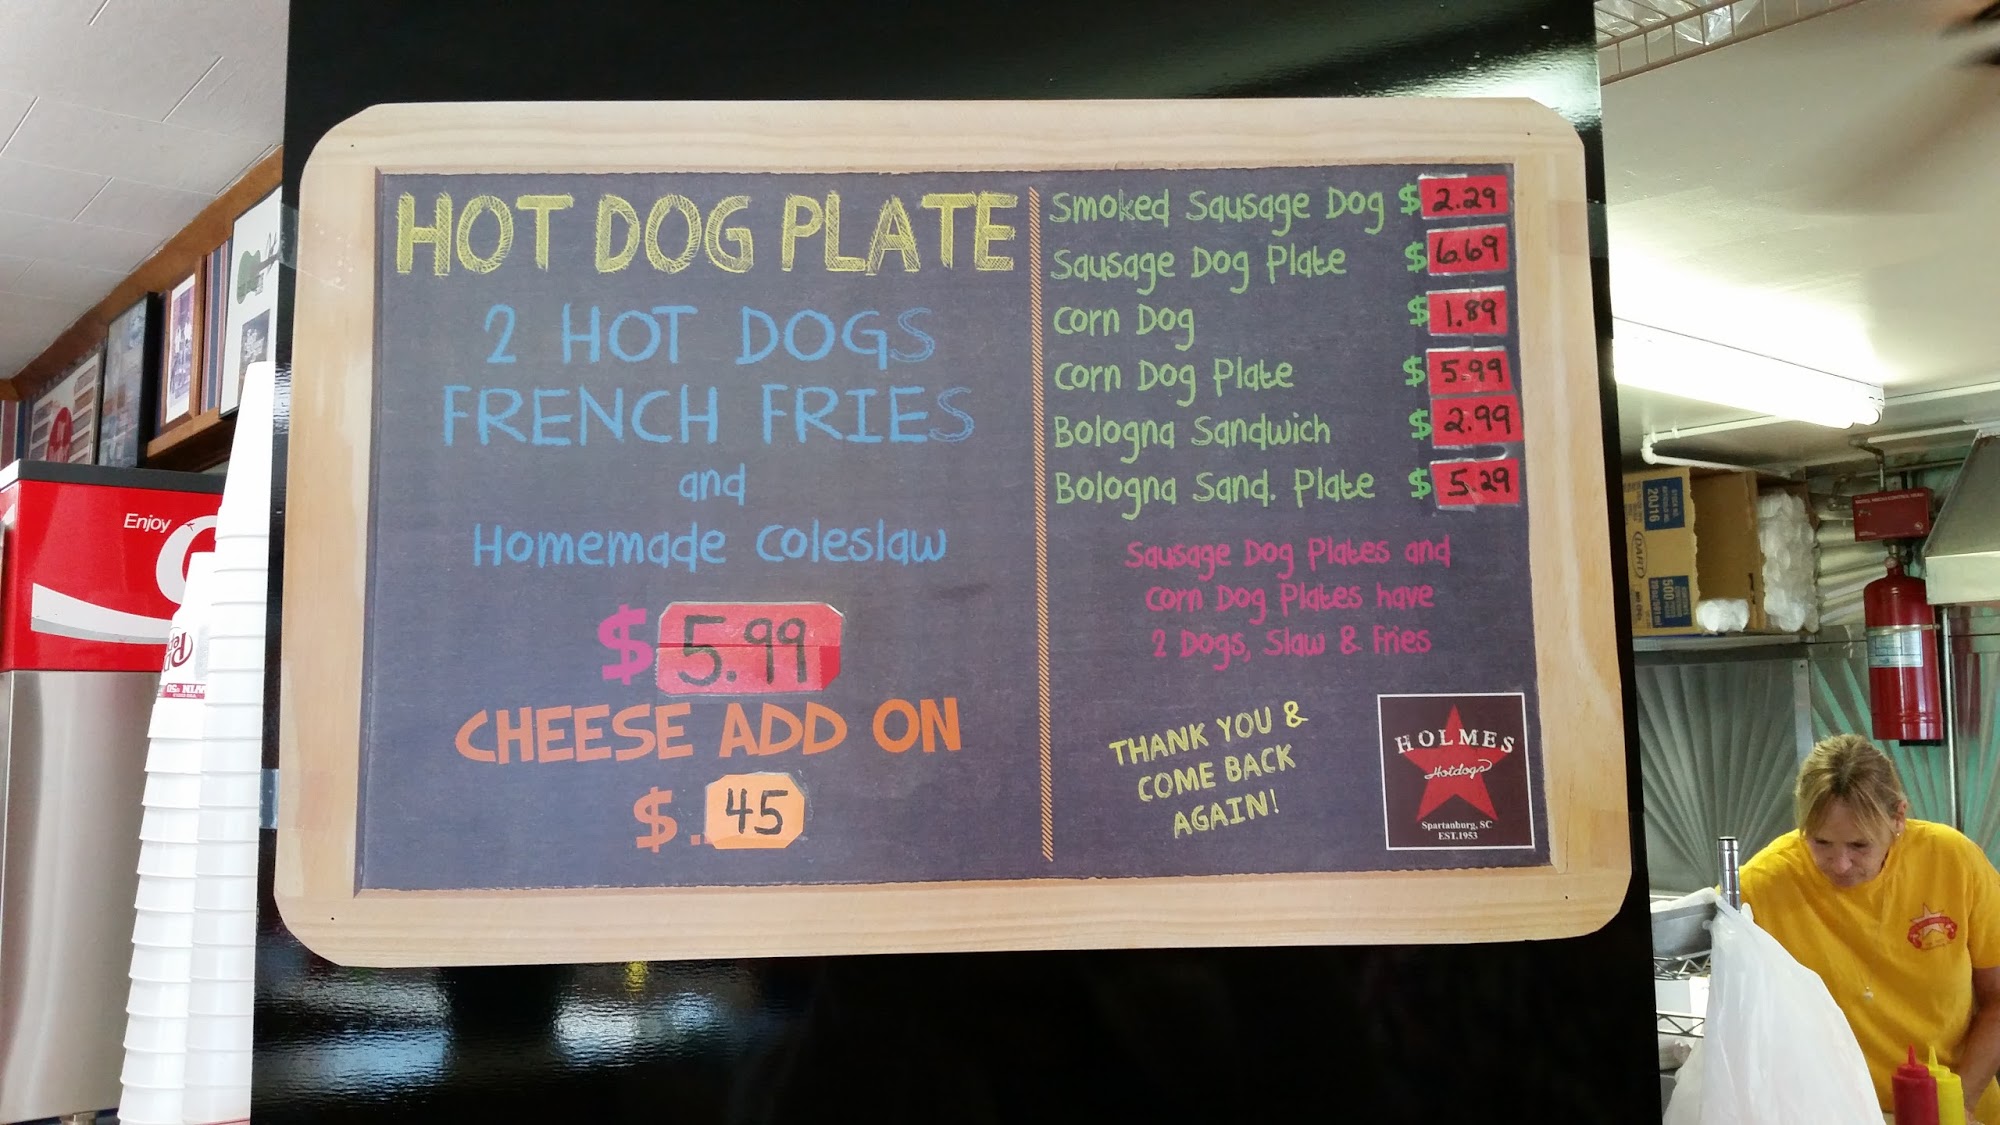 HOT DOG PLATE
2 HOT DOGS
FRENCH FRIES
and
Homemade Coleslaw
$ 5.99
CHEESE ADD ON
$ .45
Smoked Sausage Dog $ 2.29
Sausage Dog Plate $ 6.69
Corn Dog $ 1.89
Corn Dog Plate $ 5.99
Bologna Sandwich $ 2.99
Bologna Sand. Plate $ 5.29
Sausage Dog Plates and
Corn Dog Plates have
2 Dogs, Slaw & Fries
THANK YOU &
COME BACK
AGAIN!
HOLMES
Hotdogs
Spartanburg, SC
EST.1953
Enjoy
20J16
DART
500